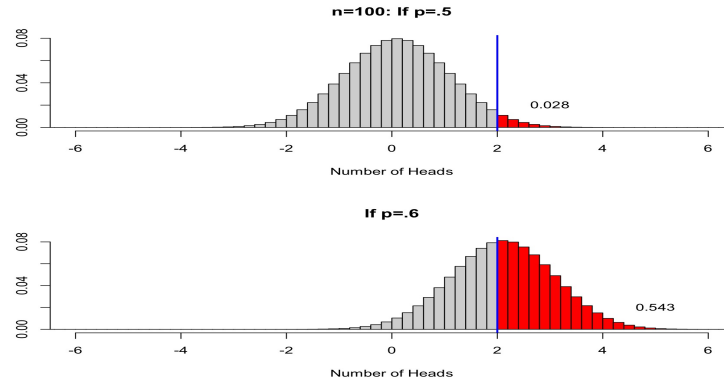 n=100: If p=.5
0.08
0.04
0.00
0.028
-6 -4 -2 0 2 4 6
Number of Heads
If p=.6
0.08
0.04
0.00
0.543
-6 -4 -2 0 2 4 6
Number of Heads